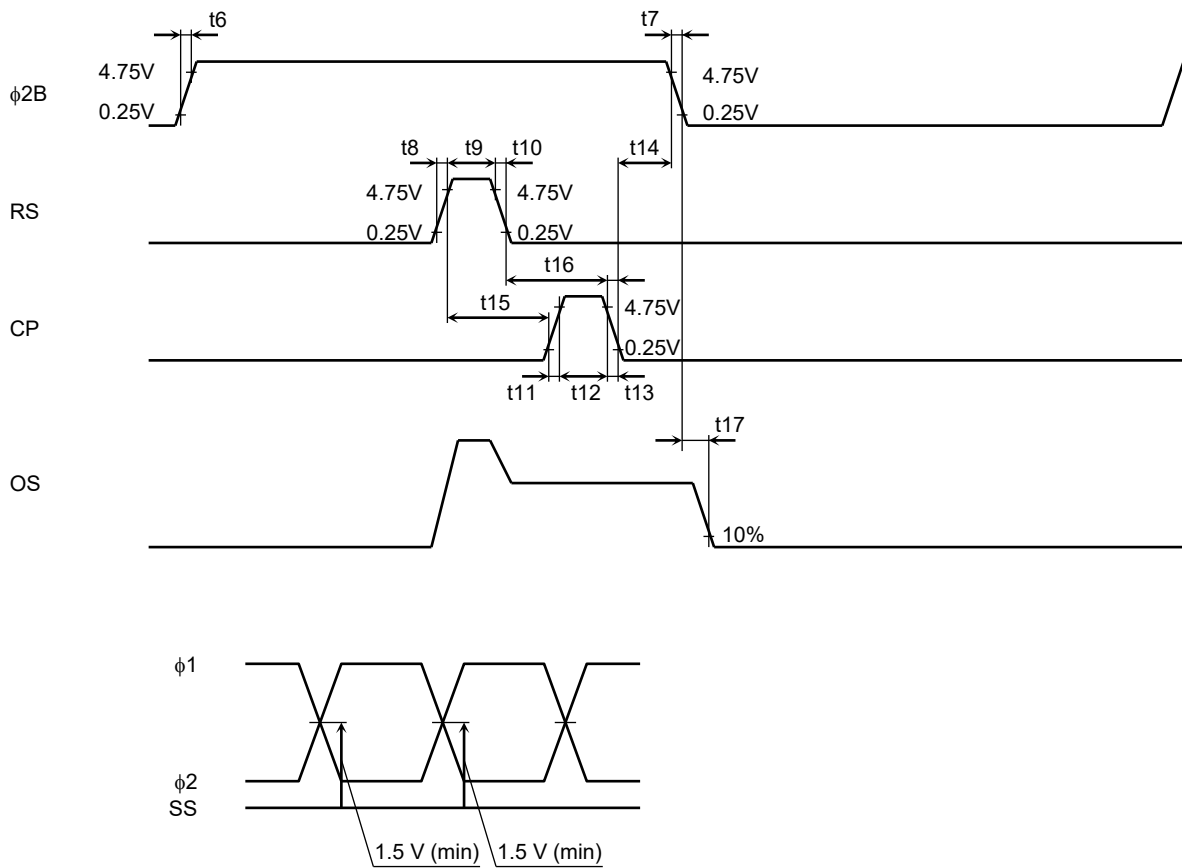 t6 t7
4.75V 4.75V
ϕ2B
0.25V 0.25V
t8 t9 t10 t14
4.75V 4.75V
RS
0.25V 0.25V
t16
t15
4.75V
CP
0.25V
t11 t12 t13
t17
OS
10%
ϕ1
ϕ2
SS
1.5 V (min) 1.5 V (min)